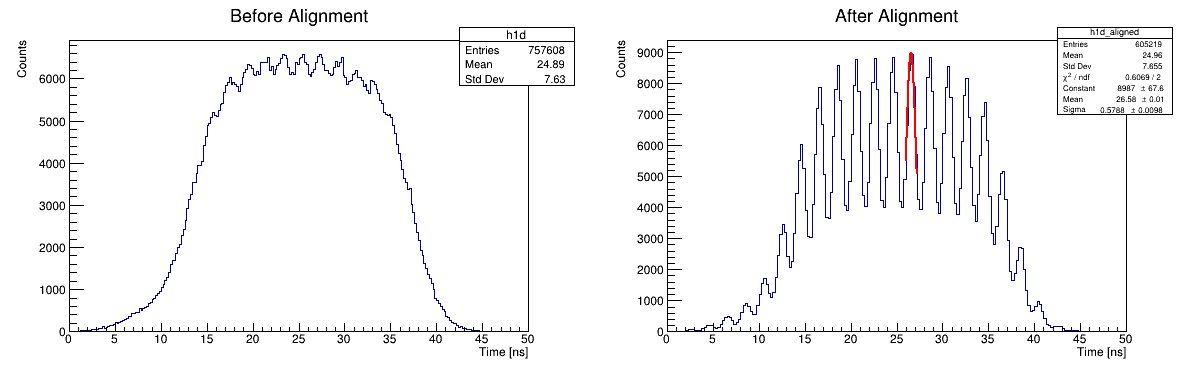 Before Alignment
Counts
h1d
Entries 757608
Mean 24.89
Std Dev 7.63
6000
5000
4000
3000
2000
1000
0
0 5 10 15 20 25 30 35 40 45 50
Time [ns]
After Alignment
Counts
h1d_aligned
Entries 605219
Mean 24.96
Std Dev 7.655
χ² / ndf 0.6069 / 2
Constant 8987 ± 67.6
Mean 26.58 ± 0.01
Sigma 0.5788 ± 0.0098
9000
8000
7000
6000
5000
4000
3000
2000
1000
0
0 5 10 15 20 25 30 35 40 45 50
Time [ns]